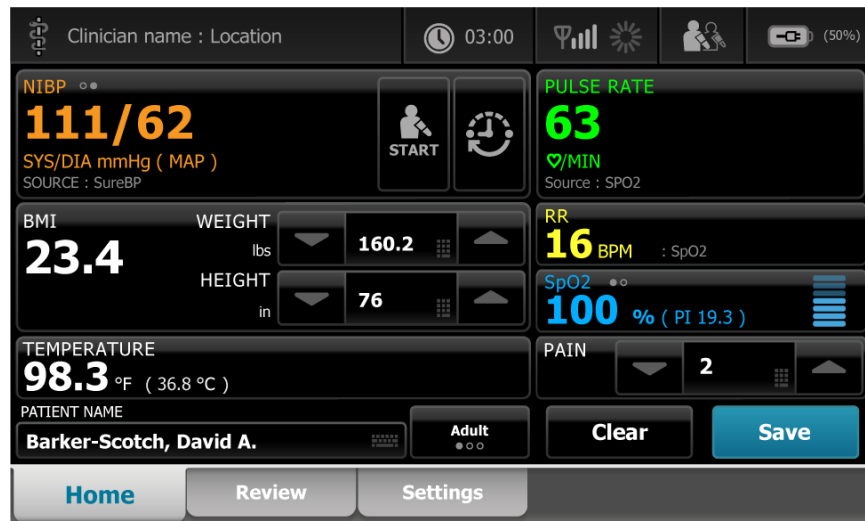 Clinician name : Location
03:00
(50%)
NIBP
111/62
SYS/DIA mmHg ( MAP )
SOURCE : SureBP
START
PULSE RATE
63
♡/MIN
Source : SPO2
BMI
23.4
WEIGHT
lbs
160.2
HEIGHT
in
76
RR
16 BPM : SpO2
SpO2
100 % ( PI 19.3 )
TEMPERATURE
98.3 °F ( 36.8 °C )
PAIN
2
PATIENT NAME
Barker-Scotch, David A.
Adult
Clear
Save
Home
Review
Settings